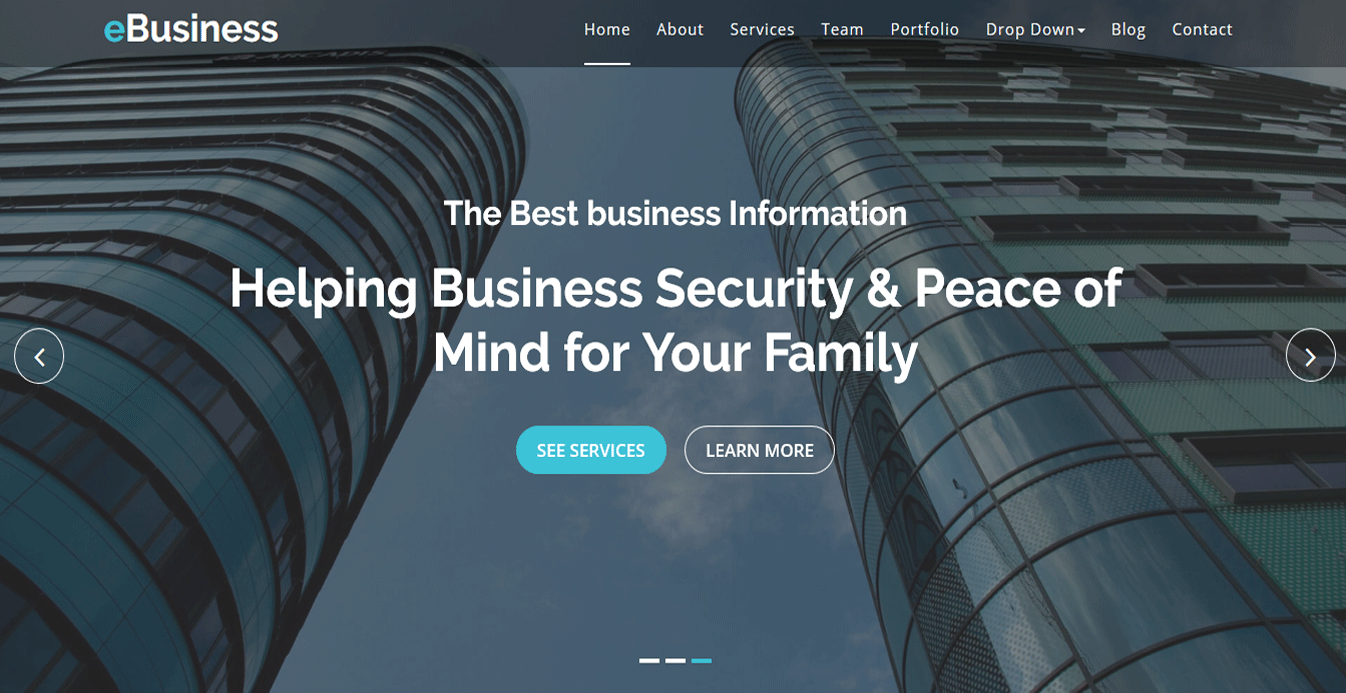 eBusiness
Home About Services Team Portfolio Drop Down Blog Contact
The Best business Information
Helping Business Security & Peace of
Mind for Your Family
SEE SERVICES LEARN MORE